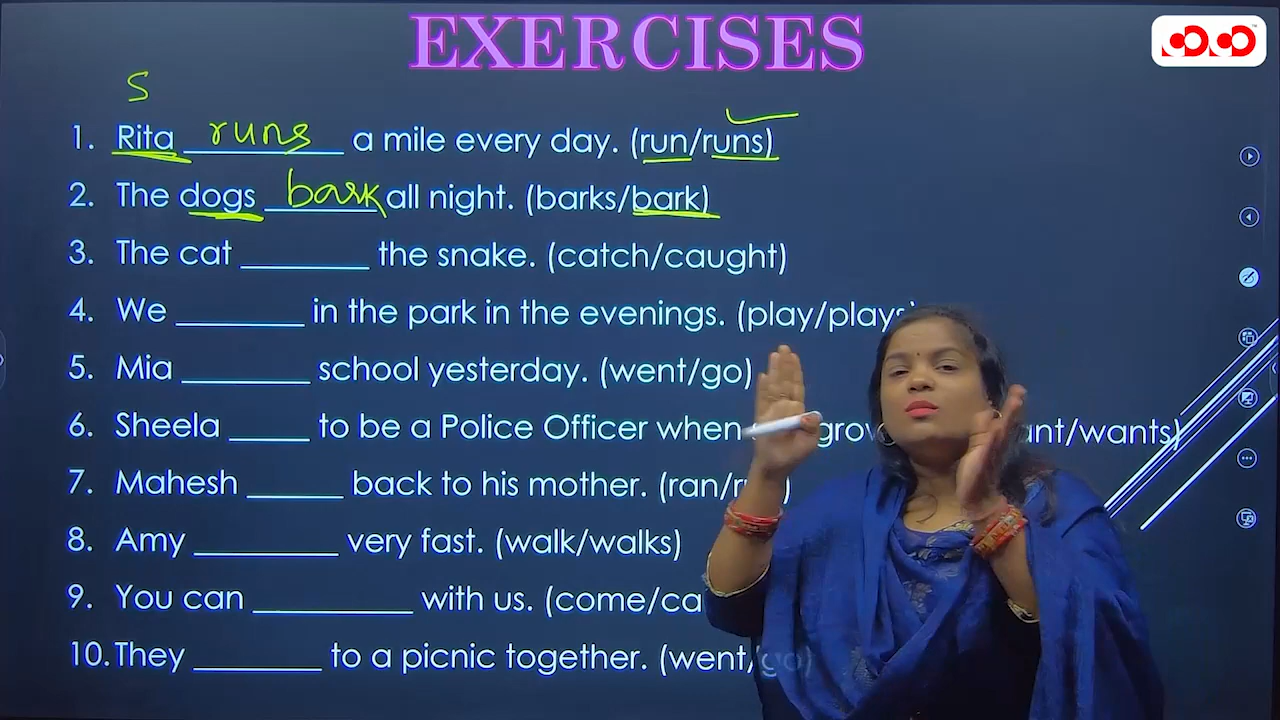 EXERCISES
S
1. Rita runs a mile every day. (run/runs)
2. The dogs bark all night. (barks/bark)
3. The cat ________ the snake. (catch/caught)
4. We ________ in the park in the evenings. (play/plays)
5. Mia ________ school yesterday. (went/go)
6. Sheela _____ to be a Police Officer when ant/wants)
7. Mahesh ______ back to his mother. (ran/
8. Amy _________ very fast. (walk/walks)
9. You can __________ with us. (come/ca
10. They ________ to a picnic together. (went/go)